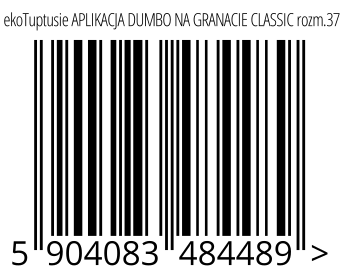 ekoTuptusie APLIKACJA DUMBO NA GRANACIE CLASSIC rozm.37
5 904083 484489 >